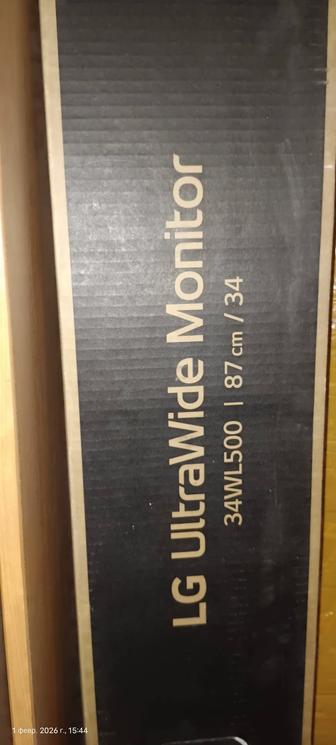 LG UltraWide Monitor
34WL500 | 87 cm / 34
1 февр. 2026 г., 15:44